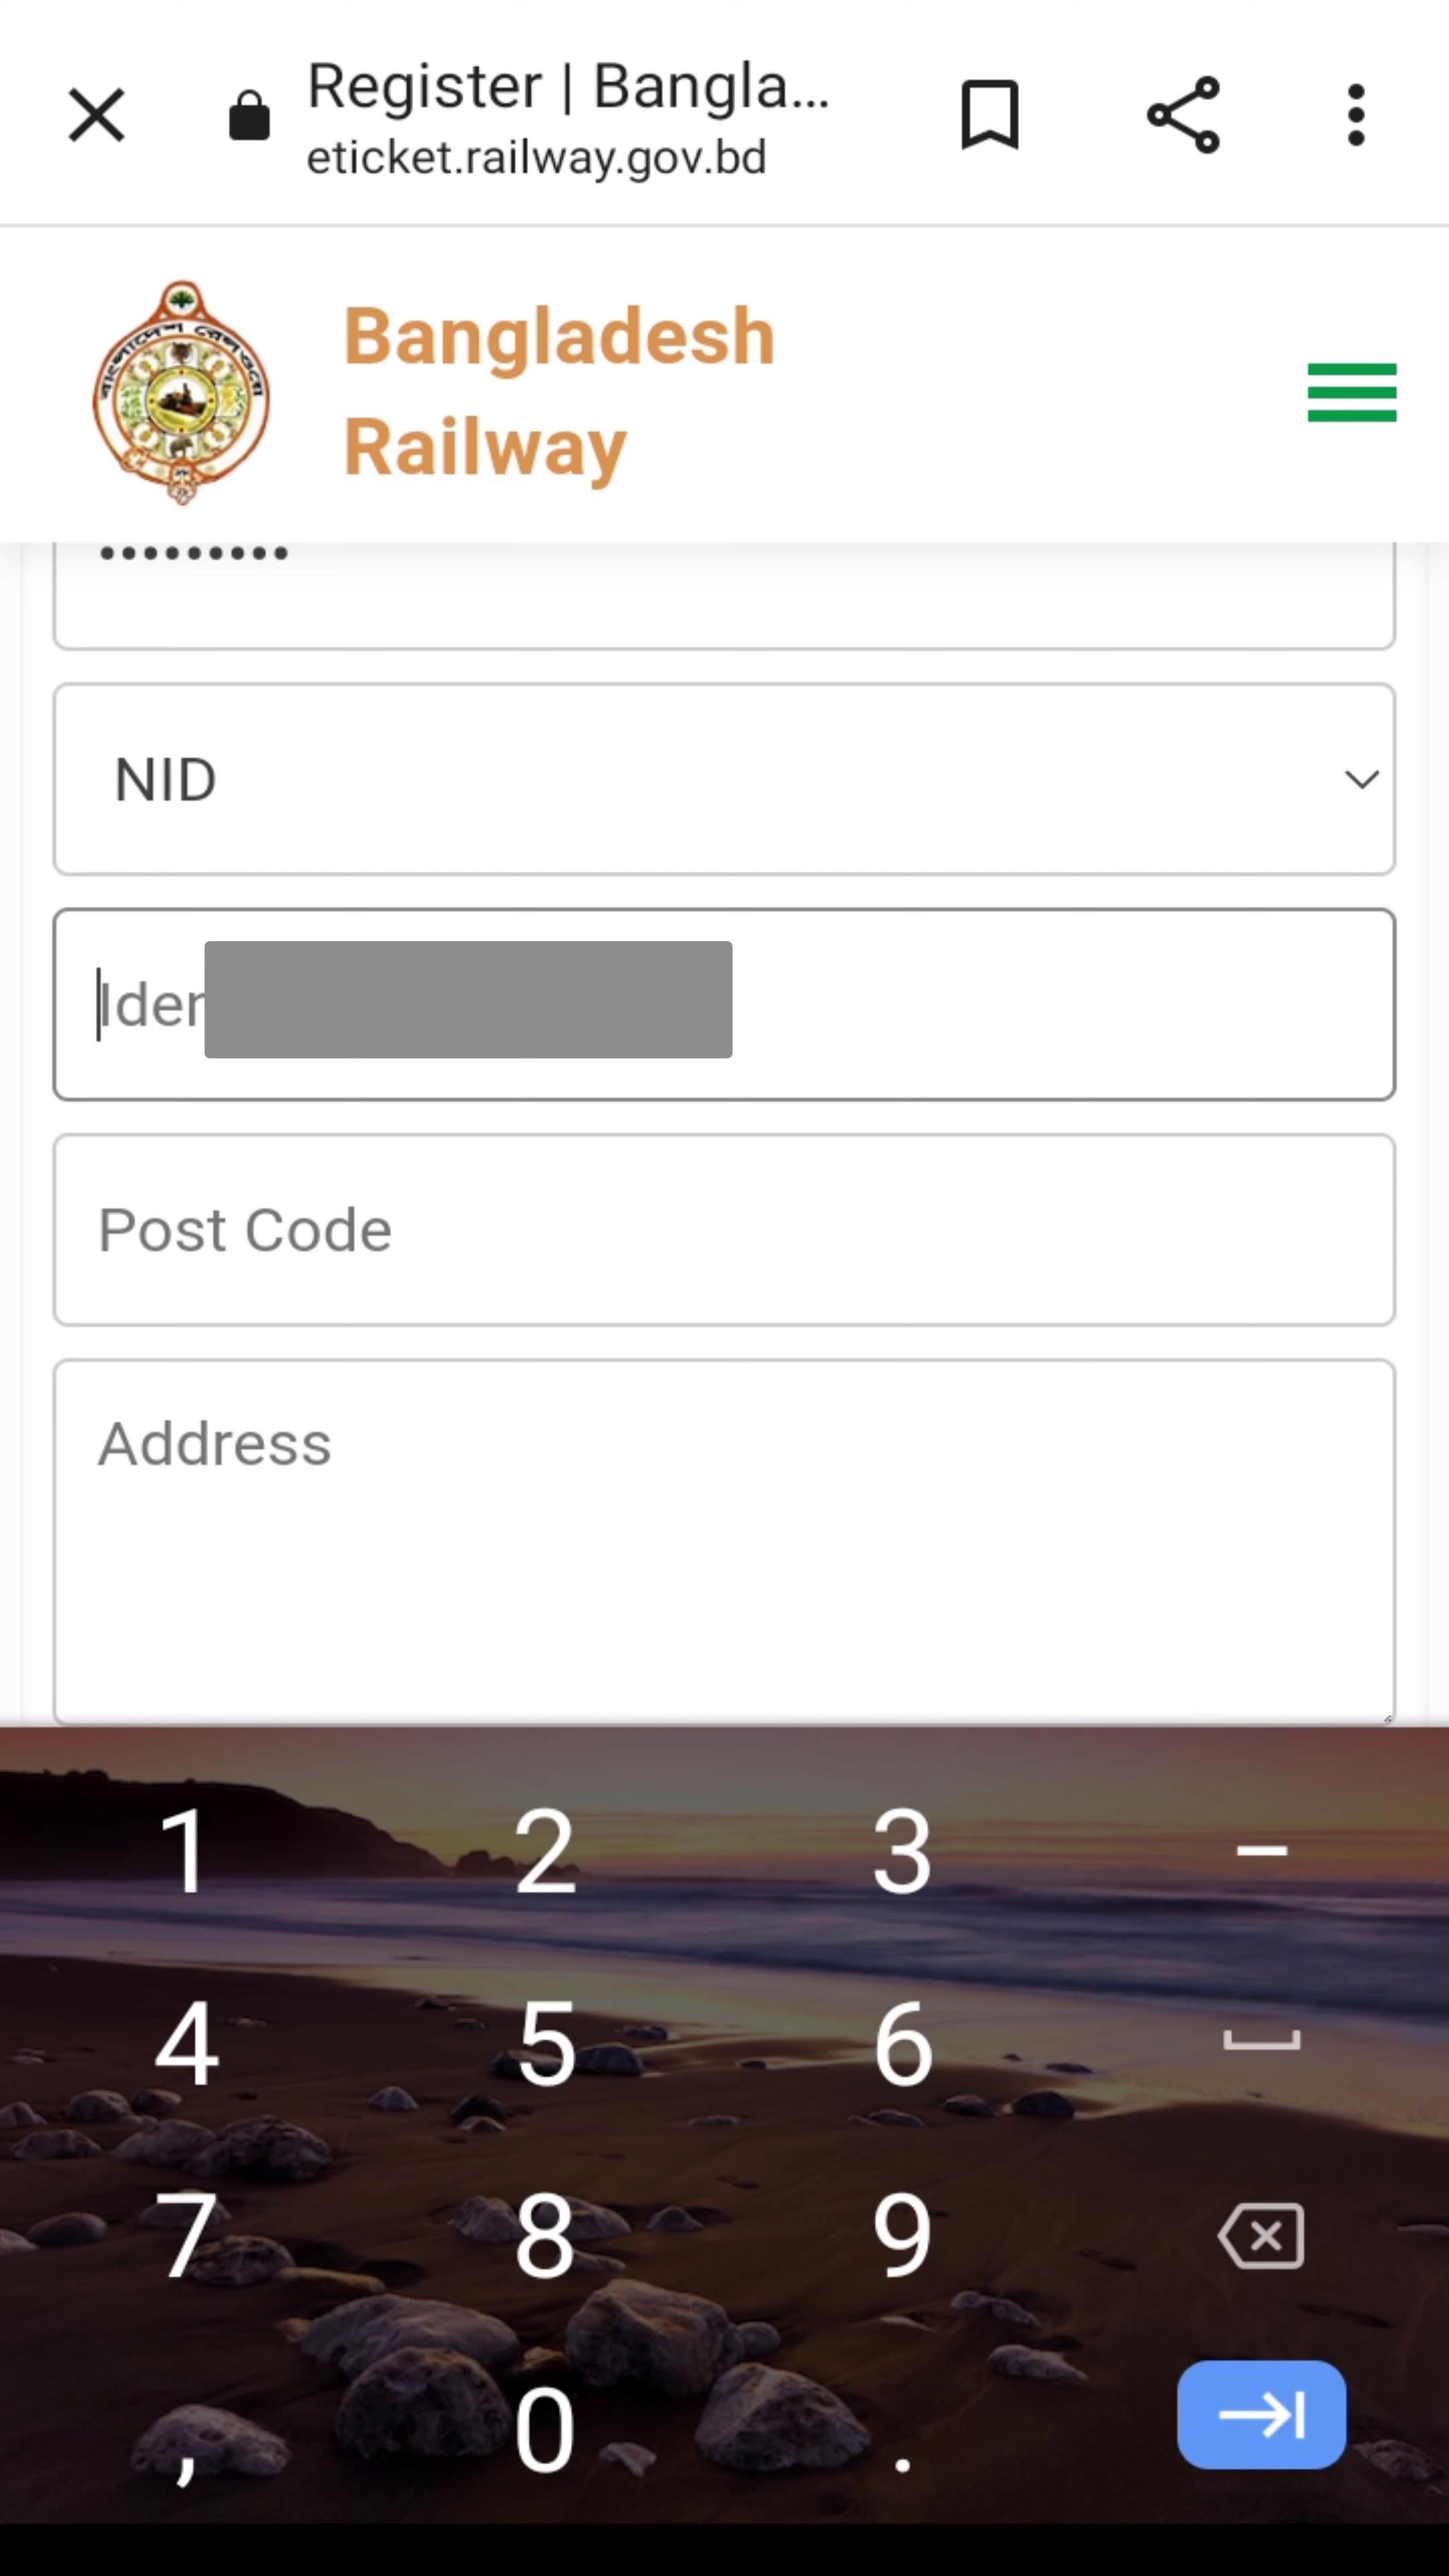 Register | Bangla...
eticket.railway.gov.bd
Bangladesh
Railway
NID
Post Code
Address
1 2 3 –
4 5 6
7 8 9
, 0 .